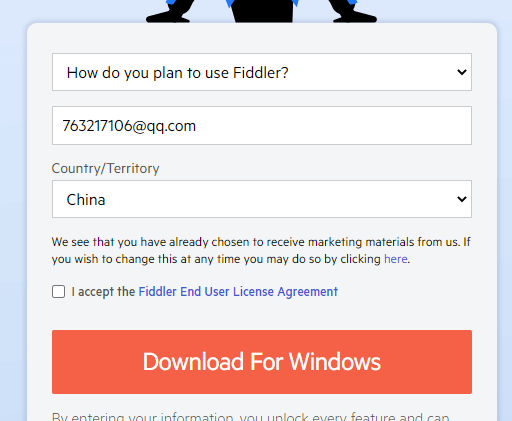 How do you plan to use Fiddler?
763217106@qq.com
Country/Territory
China
We see that you have already chosen to receive marketing materials from us. If
you wish to change this at any time you may do so by clicking here.
I accept the Fiddler End User License Agreement
Download For Windows
By entering your information, you unlock every feature and can